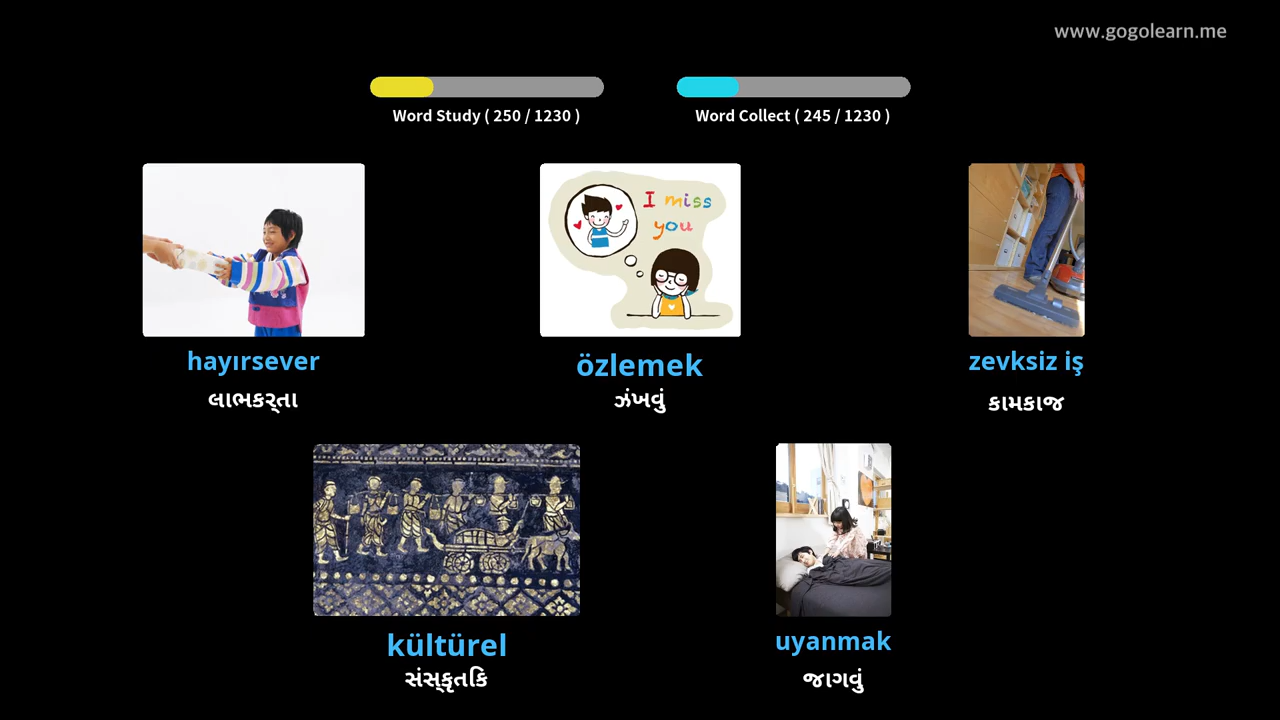 www.gogolearn.me
Word Study ( 250 / 1230 )
Word Collect ( 245 / 1230 )
I miss
you
hayırsever
લાભકર્તા
özlemek
ઝંખવું
zevksiz iş
કામકાજ
kültürel
સંસ્કૃતિક
uyanmak
જાગવું